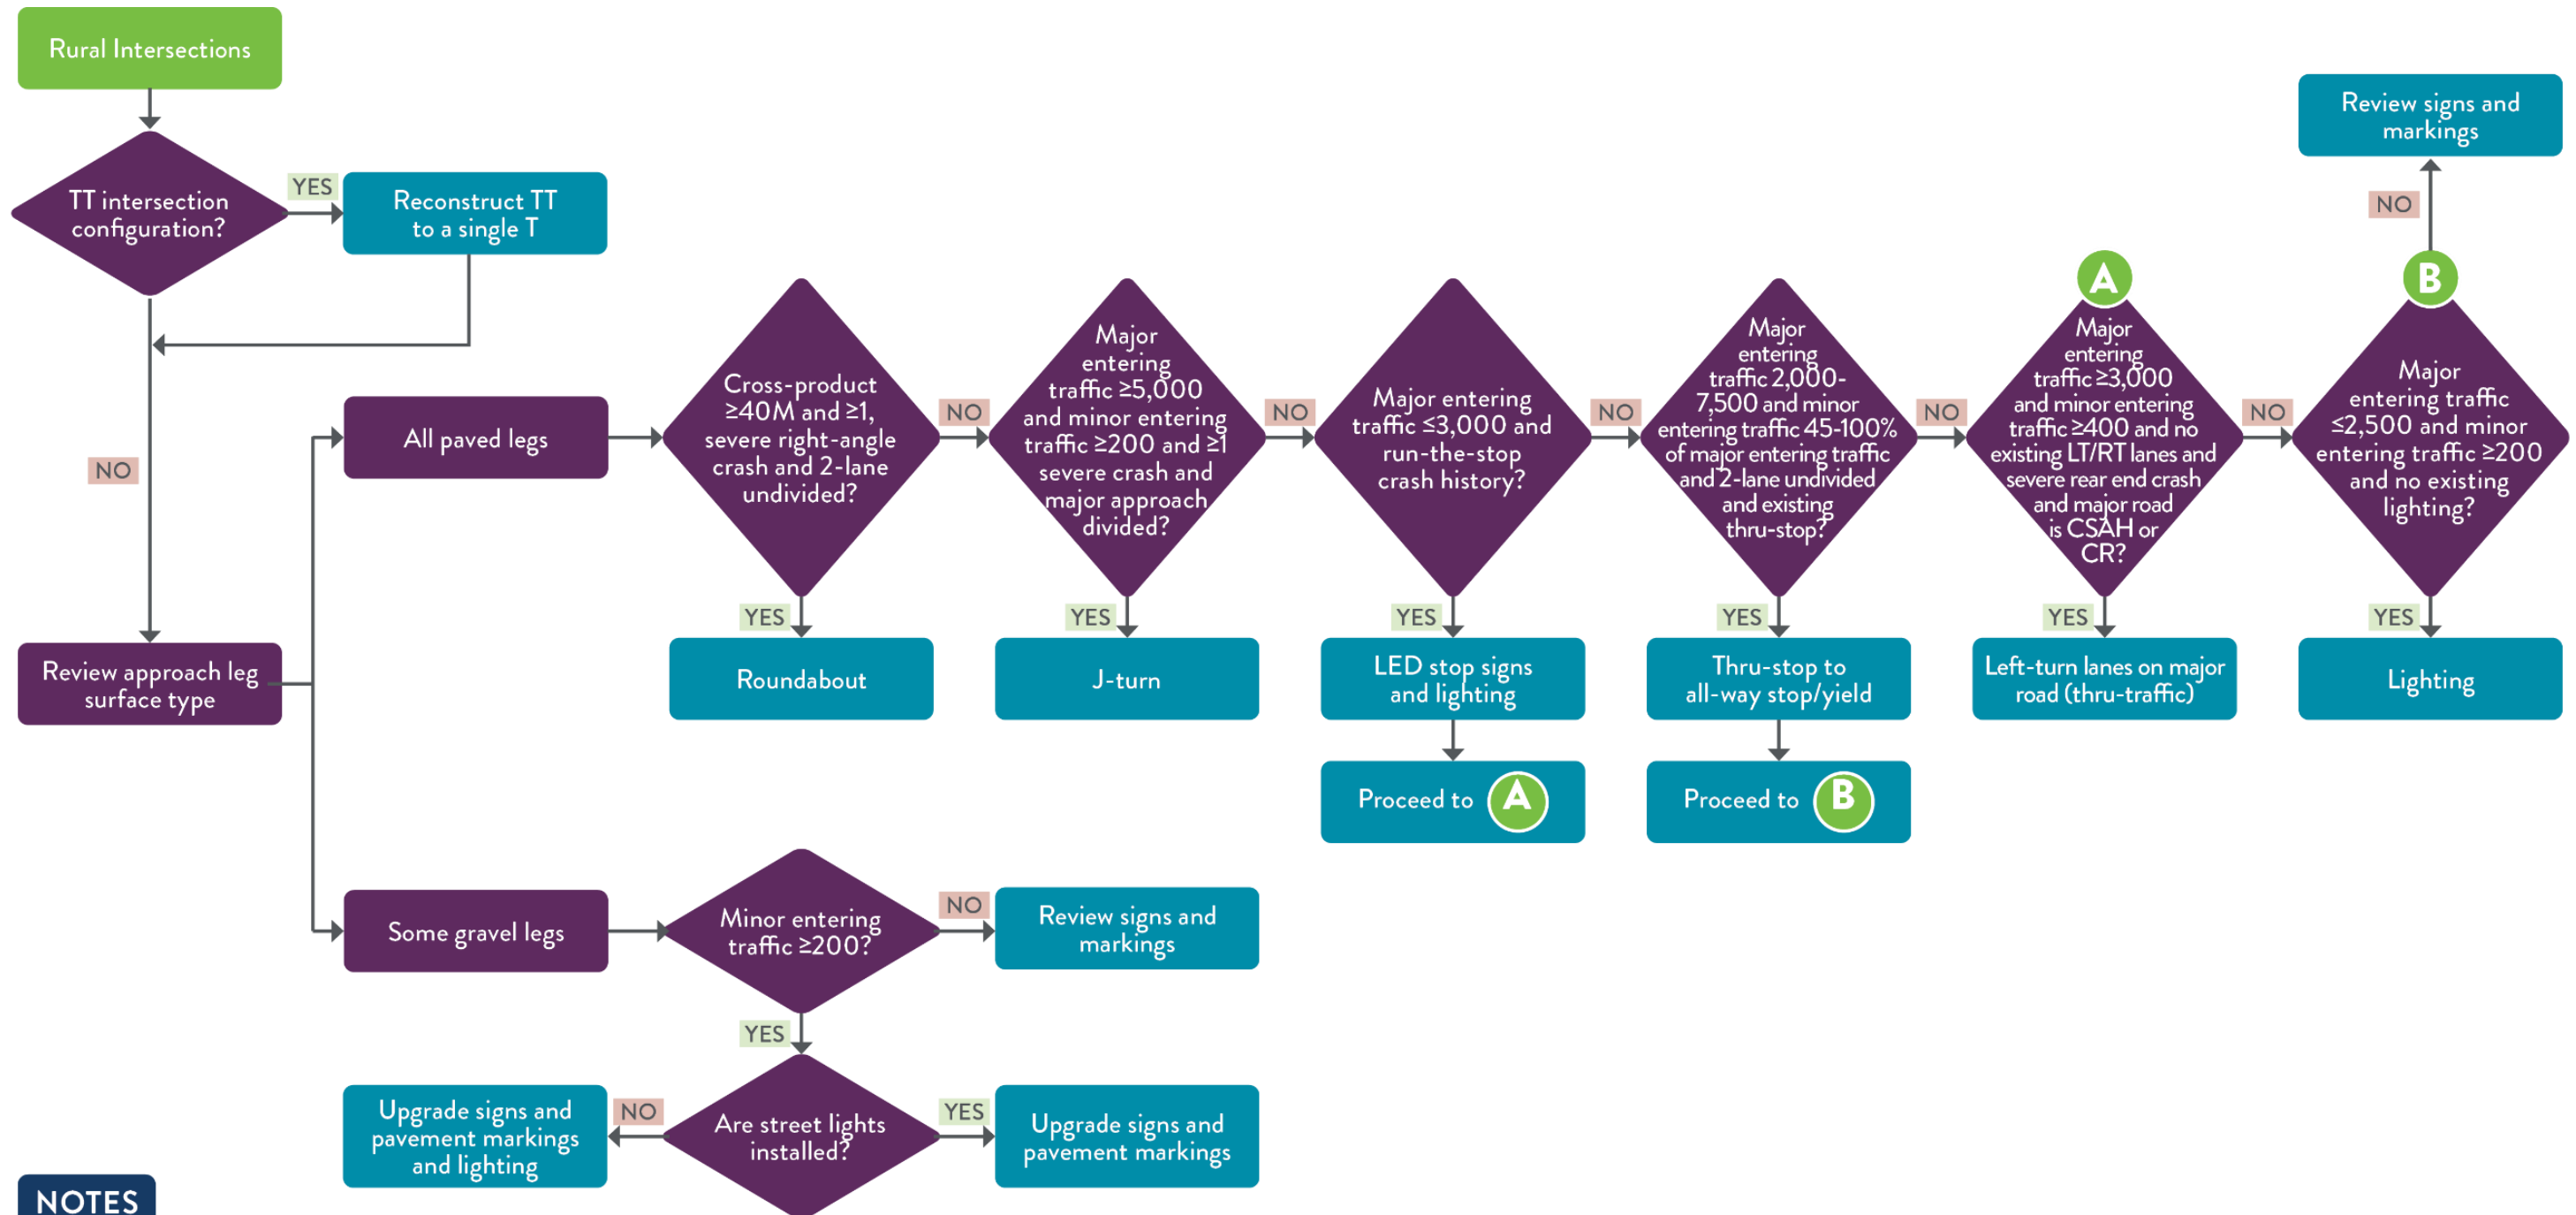 Rural Intersections
TT intersection
configuration?
YES
Reconstruct TT
to a single T
NO
Review approach leg
surface type
All paved legs
Cross-product
≥40M and ≥1,
severe right-angle
crash and 2-lane
undivided?
NO
YES
Roundabout
Major
entering
traffic ≥5,000
and minor entering
traffic ≥200 and ≥1
severe crash and
major approach
divided?
NO
YES
J-turn
Major entering
traffic ≤3,000 and
run-the-stop
crash history?
NO
YES
LED stop signs
and lighting
Proceed to A
Major
entering
traffic 2,000-
7,500 and minor
entering traffic 45-100%
of major entering traffic
and 2-lane undivided
and existing
thru-stop?
NO
YES
Thru-stop to
all-way stop/yield
Proceed to B
A
Major
entering
traffic ≥3,000
and minor entering
traffic ≥400 and no
existing LT/RT lanes and
severe rear end crash
and major road
is CSAH or
CR?
NO
YES
Left-turn lanes on major
road (thru-traffic)
B
Major
entering traffic
≤2,500 and minor
entering traffic ≥200
and no existing
lighting?
NO
Review signs and
markings
YES
Lighting
Some gravel legs
Minor entering
traffic ≥200?
NO
Review signs and
markings
YES
Are street lights
installed?
NO
Upgrade signs and
pavement markings
and lighting
YES
Upgrade signs and
pavement markings
NOTES